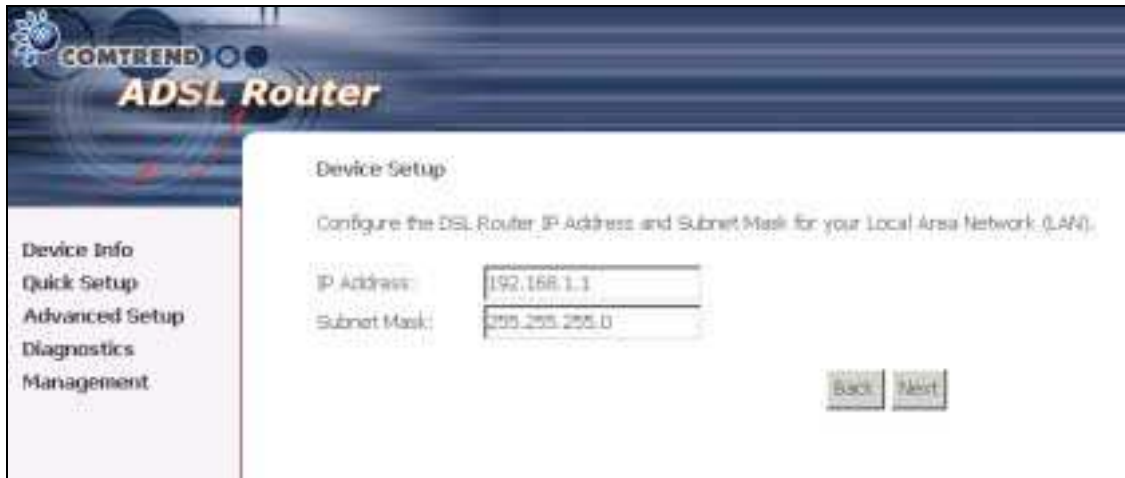 COMTREND
ADSL Router
Device Setup
Configure the DSL Router IP Address and Subnet Mask for your Local Area Network (LAN).
Device Info
Quick Setup
Advanced Setup
Diagnostics
Management
IP Address: 192.168.1.1
Subnet Mask: 255.255.255.0
Back Next